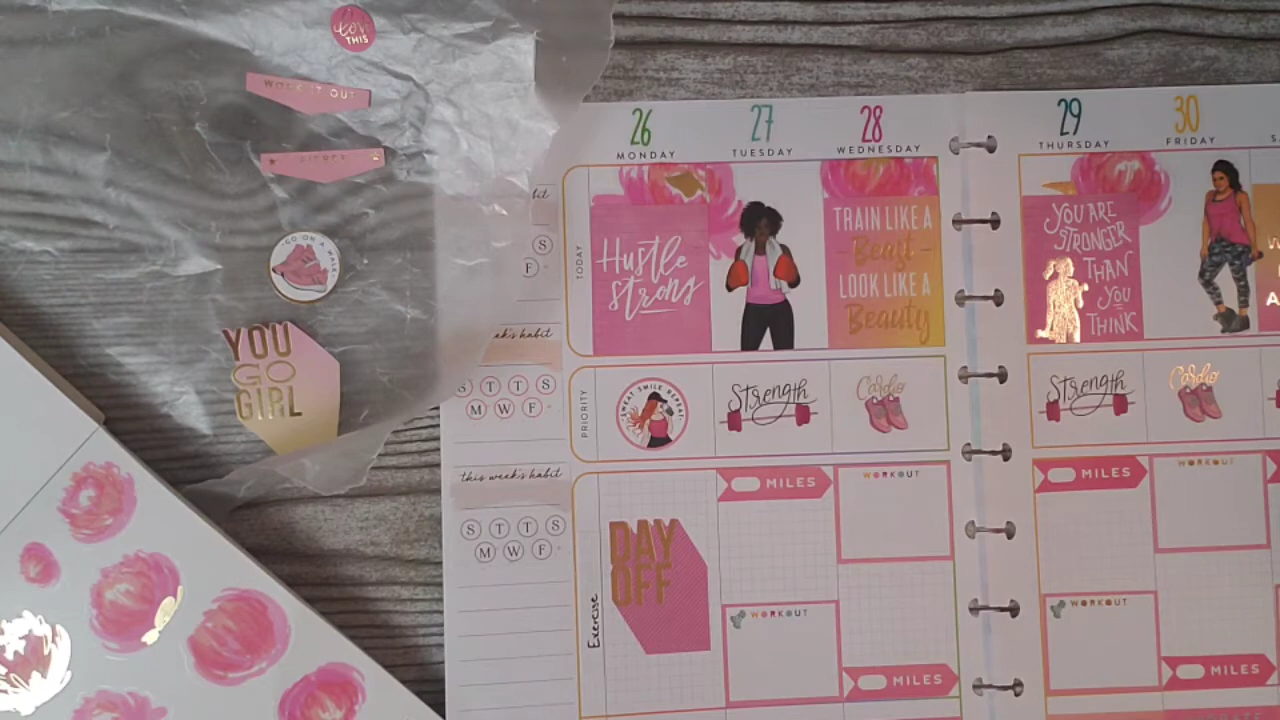 Love
THIS
WORK IT OUT
FIERCE
GO ON A WALK
YOU
GO
GIRL
26
MONDAY
27
TUESDAY
28
WEDNESDAY
29
THURSDAY
30
FRIDAY
TODAY
Hustle
strong
TRAIN LIKE A
Beast
LOOK LIKE A
Beauty
YOU ARE
STRONGER
THAN
YOU
THINK
A
PRIORITY
SWEAT SMILE REPEAT
Strength
Cardio
Strength
Cardio
S
F
week's habit
S T T S
M W F
this week's habit
S T T S
M W F
Exercise
DAY
OFF
MILES
WORKOUT
WORKOUT
MILES
MILES
WORKOUT
WORKOUT
MILES